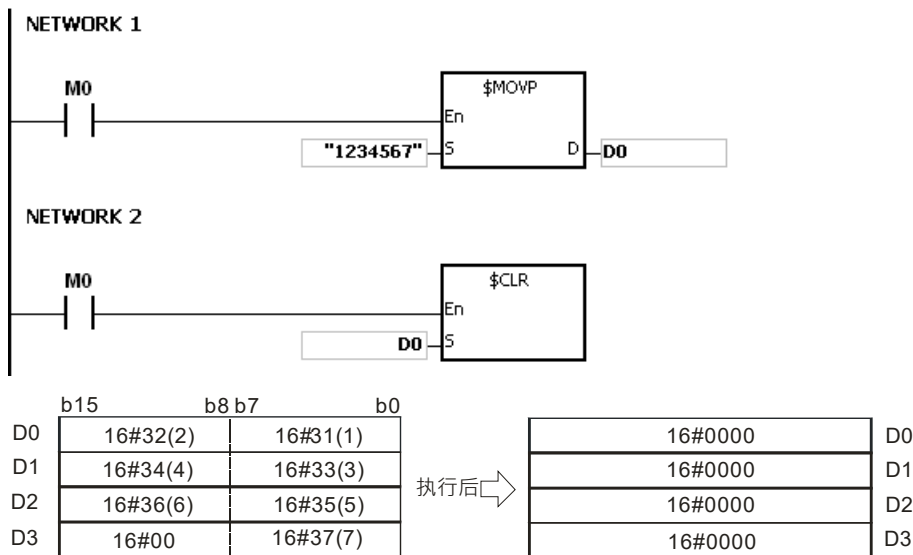 NETWORK 1
M0
$MOVP
En
"1234567" S D D0
NETWORK 2
M0
$CLR
En
D0 S
b15 b8 b7 b0
D0 16#32(2) 16#31(1) 16#0000 D0
D1 16#34(4) 16#33(3) 16#0000 D1
执行后
D2 16#36(6) 16#35(5) 16#0000 D2
D3 16#00 16#37(7) 16#0000 D3